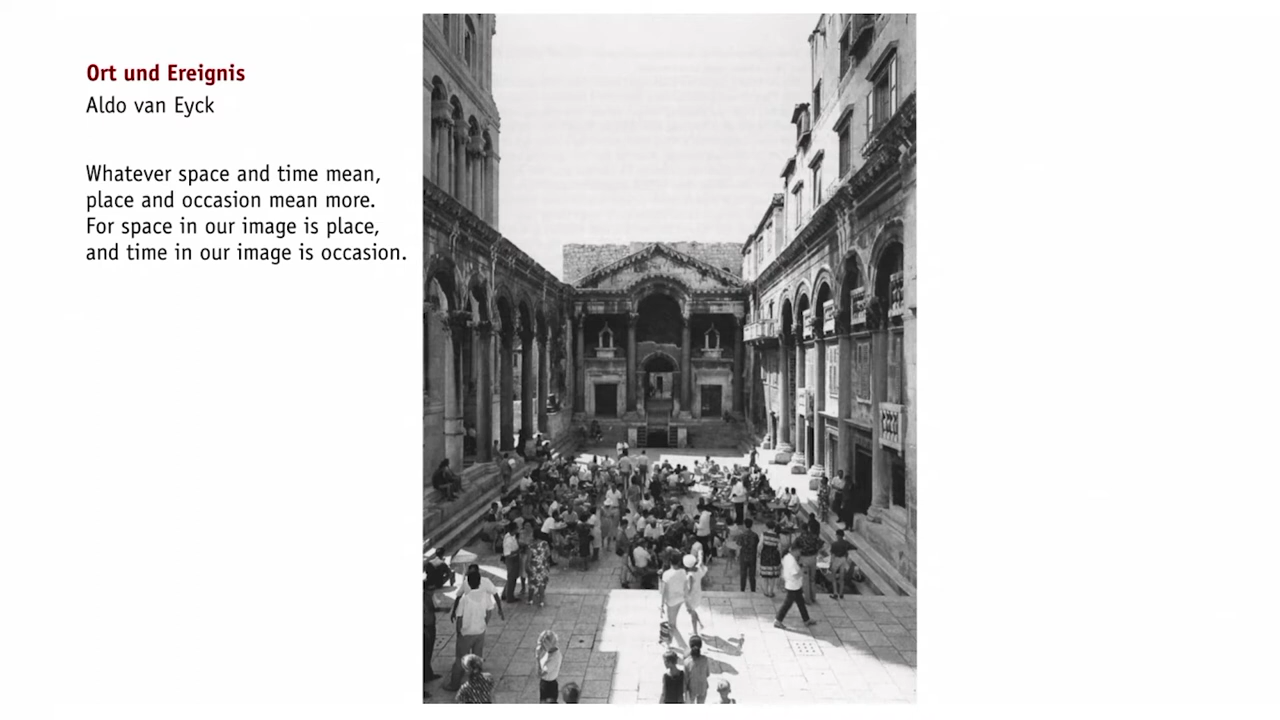 Ort und Ereignis
Aldo van Eyck
Whatever space and time mean,
place and occasion mean more.
For space in our image is place,
and time in our image is occasion.